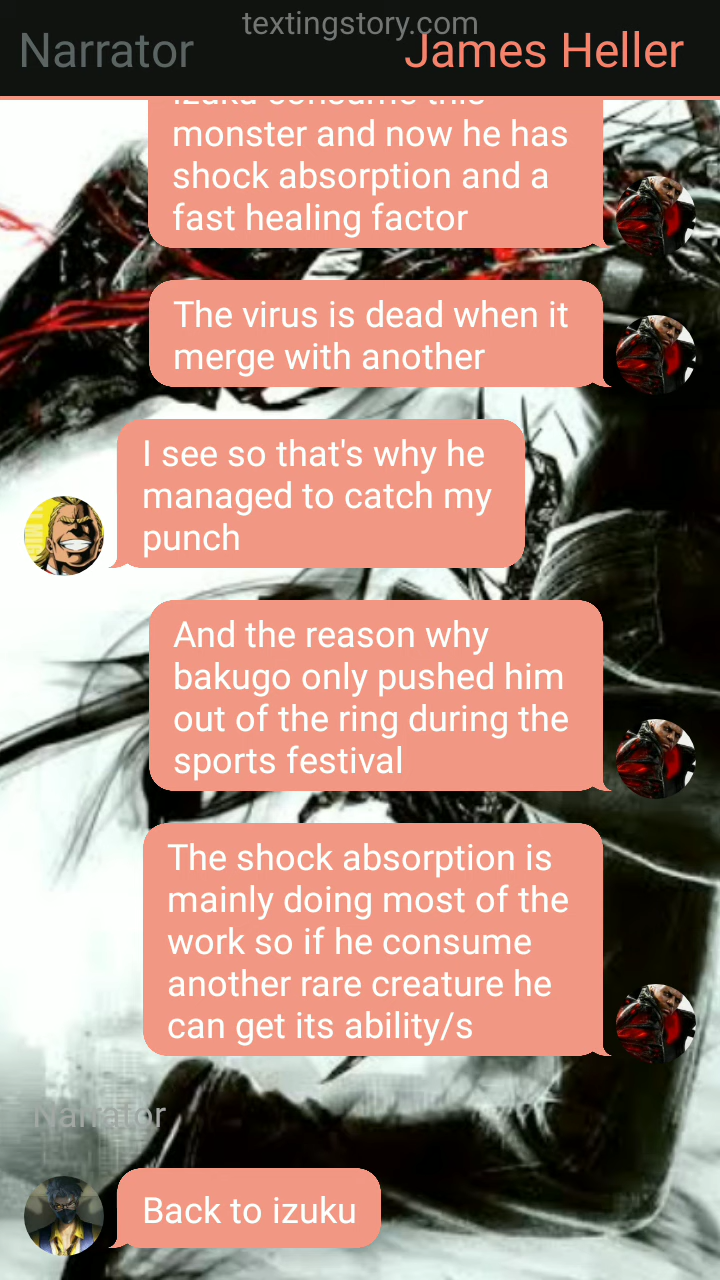 textingstory.com
Narrator
James Heller
izuku consume this
monster and now he has
shock absorption and a
fast healing factor
The virus is dead when it
merge with another
I see so that's why he
managed to catch my
punch
And the reason why
bakugo only pushed him
out of the ring during the
sports festival
The shock absorption is
mainly doing most of the
work so if he consume
another rare creature he
can get its ability/s
Narrator
Back to izuku